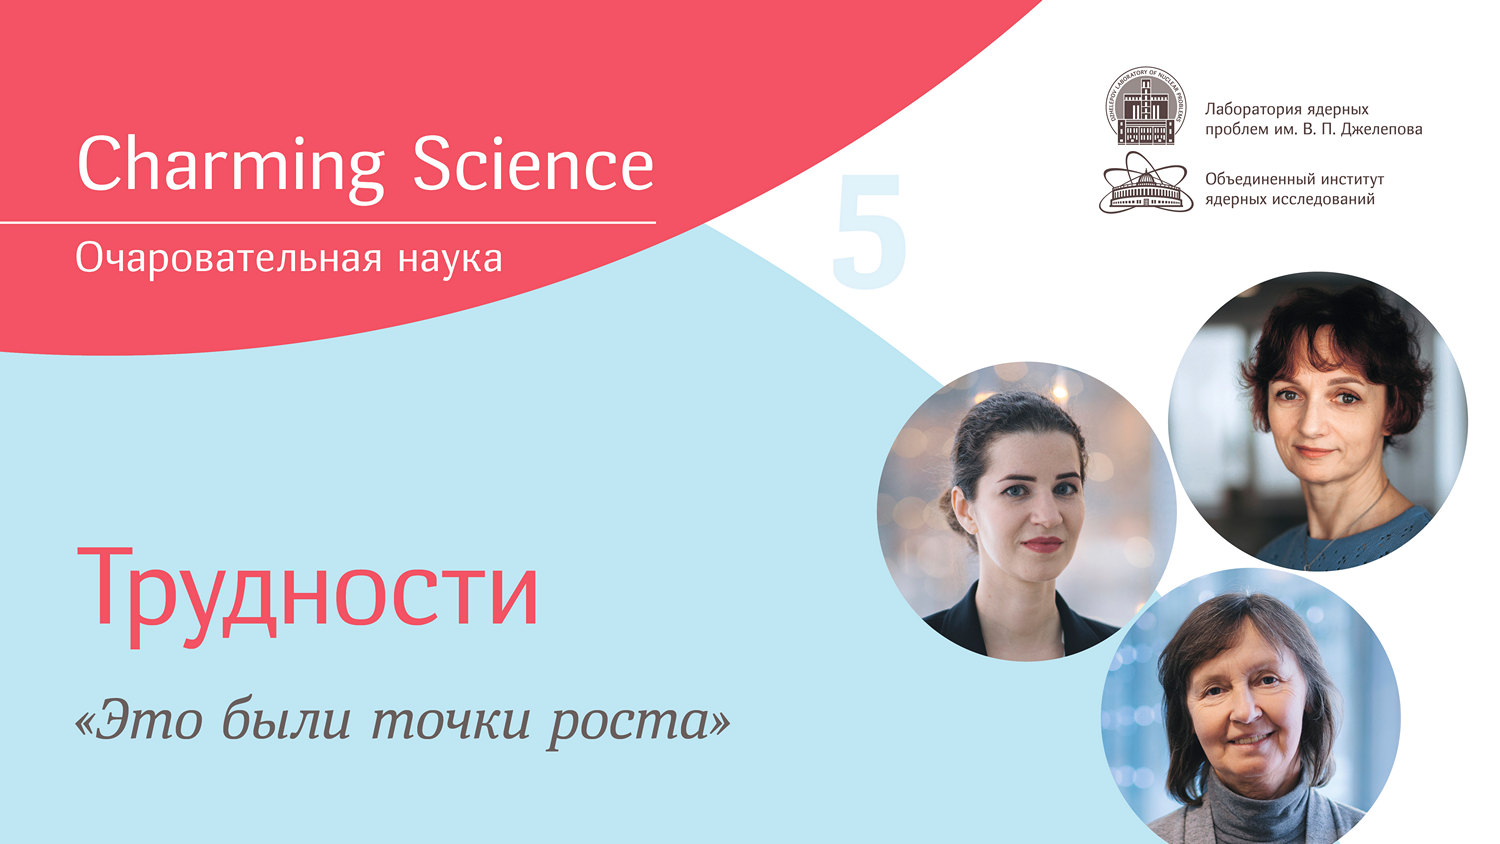 Charming Science
Очаровательная наука
5
DZHELEPOV LABORATORY OF NUCLEAR PROBLEMS
Лаборатория ядерных
проблем им. В. П. Джелепова
Объединенный институт
ядерных исследований
Трудности
«Это были точки роста»